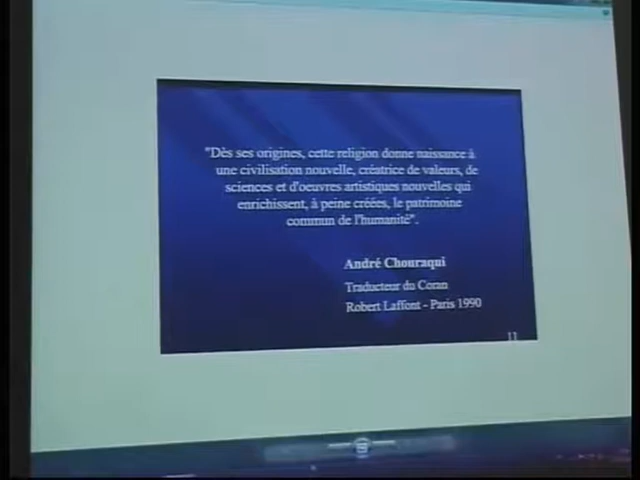 "Dès ses origines, cette religion donne naissance à
une civilisation nouvelle, créatrice de valeurs, de
sciences et d'oeuvres artistiques nouvelles qui
enrichissent, à peine créées, le patrimoine
commun de l'humanité".
André Chouraqui
Traducteur du Coran
Robert Laffont - Paris 1990
11